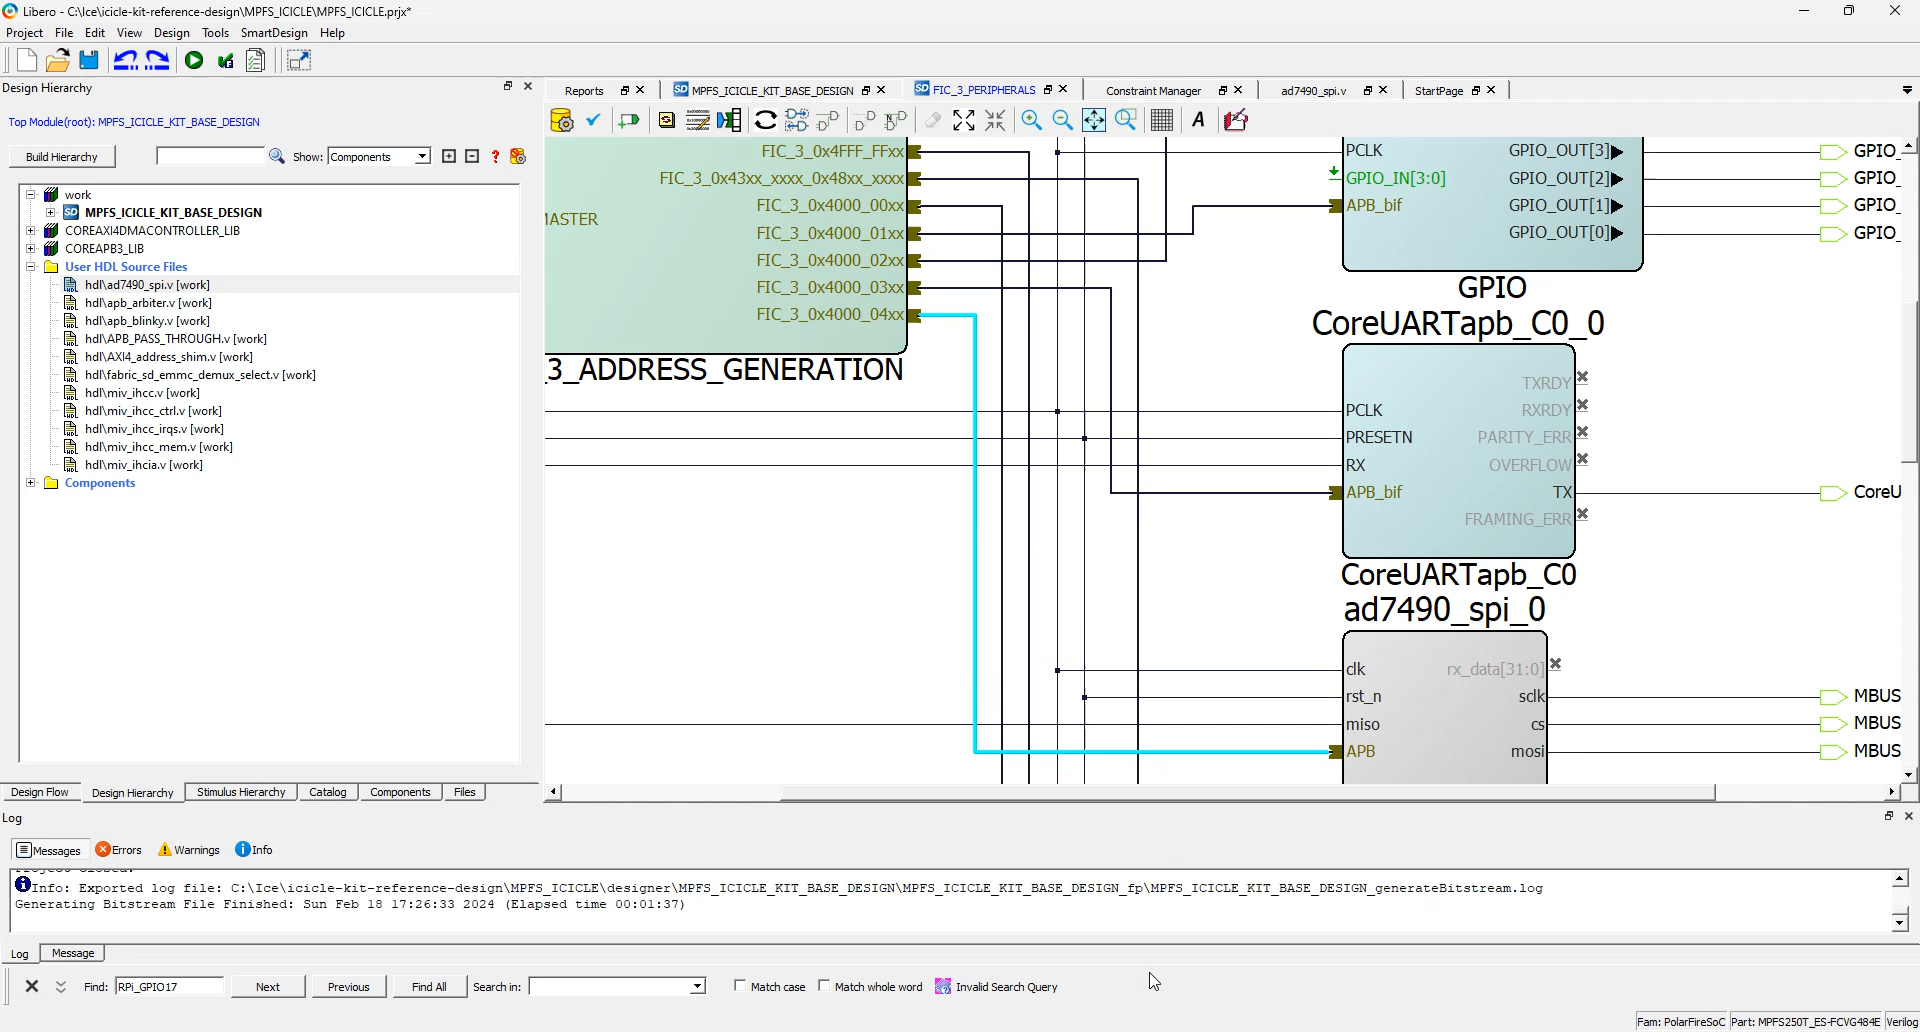 Libero - C:\Ice\icicle-kit-reference-design\MPFS_ICICLE\MPFS_ICICLE.prjx*
Project File Edit View Design Tools SmartDesign Help
Design Hierarchy
Reports MPFS_ICICLE_KIT_BASE_DESIGN FIC_3_PERIPHERALS Constraint Manager ad7490_spi.v StartPage
Top Module(root): MPFS_ICICLE_KIT_BASE_DESIGN
Build Hierarchy Show: Components
work
MPFS_ICICLE_KIT_BASE_DESIGN
COREAXI4DMACONTROLLER_LIB
COREAPB3_LIB
User HDL Source Files
hdl\ad7490_spi.v [work]
hdl\apb_arbiter.v [work]
hdl\apb_blinky.v [work]
hdl\APB_PASS_THROUGH.v [work]
hdl\AXI4_address_shim.v [work]
hdl\fabric_sd_emmc_demux_select.v [work]
hdl\miv_ihcc.v [work]
hdl\miv_ihcc_ctrl.v [work]
hdl\miv_ihcc_irqs.v [work]
hdl\miv_ihcc_mem.v [work]
hdl\miv_ihcia.v [work]
Components
Design Flow Design Hierarchy Stimulus Hierarchy Catalog Components Files
FIC_3_0x4FFF_FFxx
FIC_3_0x43xx_xxxx_0x48xx_xxxx
FIC_3_0x4000_00xx
MASTER
FIC_3_0x4000_01xx
FIC_3_0x4000_02xx
FIC_3_0x4000_03xx
FIC_3_0x4000_04xx
_3_ADDRESS_GENERATION
PCLK GPIO_OUT[3] GPIO_
GPIO_IN[3:0] GPIO_OUT[2] GPIO_
APB_bif GPIO_OUT[1] GPIO_
GPIO_OUT[0] GPIO_
GPIO
CoreUARTapb_C0_0
TXRDY
PCLK RXRDY
PRESETN PARITY_ERR
RX OVERFLOW
APB_bif TX CoreU
FRAMING_ERR
CoreUARTapb_C0
ad7490_spi_0
clk rx_data[31:0]
rst_n sclk MBUS
miso cs MBUS
APB mosi MBUS
Log
Messages Errors Warnings Info
Info: Exported log file: C:\Ice\icicle-kit-reference-design\MPFS_ICICLE\designer\MPFS_ICICLE_KIT_BASE_DESIGN\MPFS_ICICLE_KIT_BASE_DESIGN_fp\MPFS_ICICLE_KIT_BASE_DESIGN_generateBitstream.log
Generating Bitstream File Finished: Sun Feb 18 17:26:33 2024 (Elapsed time 00:01:37)
Log Message
Find: RPi_GPIO17 Next Previous Find All Search in: Match case Match whole word Invalid Search Query
Fam: PolarFireSoC Part: MPFS250T_ES-FCVG484E Verilog